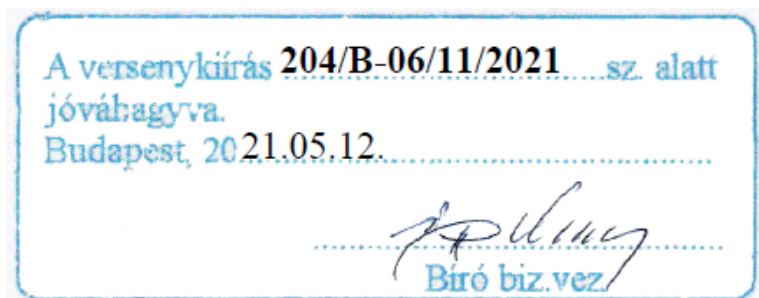 A versenykiírás 204/B-06/11/2021.....sz. alatt
jóváhagyva.
Budapest, 2021.05.12.
Bíró biz.vez.